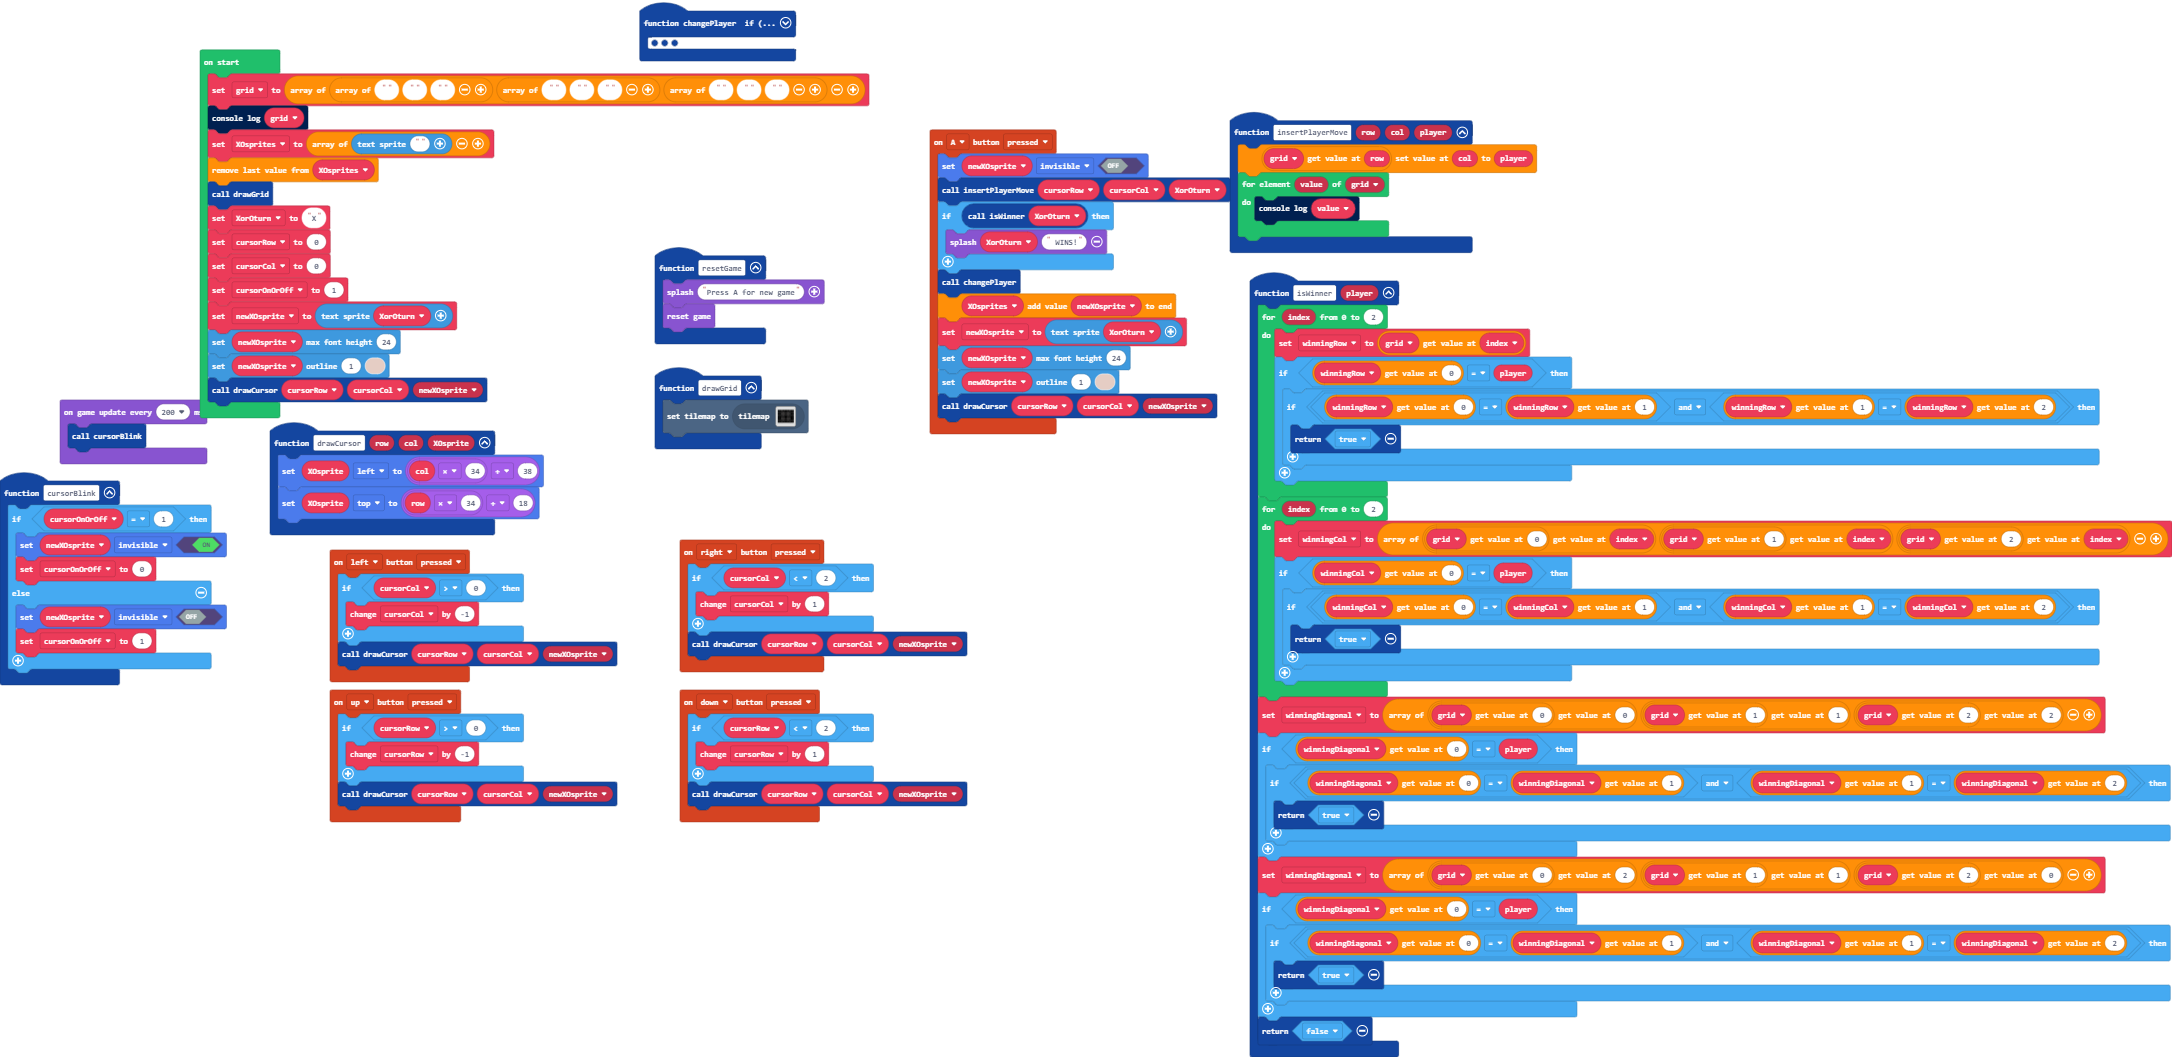 function changePlayer if (...
on start
set grid to array of array of "" "" "" array of "" "" "" array of "" "" ""
console log grid
set XOsprites to array of text sprite ""
remove last value from XOsprites
call drawGrid
set XorOturn to "X"
set cursorRow to 0
set cursorCol to 0
set cursorOnOrOff to 1
set newXOsprite to text sprite XorOturn
set newXOsprite max font height 24
set newXOsprite outline 1
call drawCursor cursorRow cursorCol newXOsprite
on game update every 200 m
call cursorBlink
function cursorBlink
if cursorOnOrOff = 1 then
set newXOsprite invisible ON
set cursorOnOrOff to 0
else
set newXOsprite invisible OFF
set cursorOnOrOff to 1
function drawCursor row col XOsprite
set XOsprite left to col × 34 + 38
set XOsprite top to row × 34 + 18
on left button pressed
if cursorCol > 0 then
change cursorCol by -1
call drawCursor cursorRow cursorCol newXOsprite
on up button pressed
if cursorRow > 0 then
change cursorRow by -1
call drawCursor cursorRow cursorCol newXOsprite
function resetGame
splash "Press A for new game"
reset game
function drawGrid
set tilemap to tilemap
on right button pressed
if cursorCol < 2 then
change cursorCol by 1
call drawCursor cursorRow cursorCol newXOsprite
on down button pressed
if cursorRow < 2 then
change cursorRow by 1
call drawCursor cursorRow cursorCol newXOsprite
on A button pressed
set newXOsprite invisible OFF
call insertPlayerMove cursorRow cursorCol XorOturn
if call isWinner XorOturn then
splash XorOturn " WINS!"
call changePlayer
XOsprites add value newXOsprite to end
set newXOsprite to text sprite XorOturn
set newXOsprite max font height 24
set newXOsprite outline 1
call drawCursor cursorRow cursorCol newXOsprite
function insertPlayerMove row col player
grid get value at row set value at col to player
for element value of grid
do console log value
function isWinner player
for index from 0 to 2
do set winningRow to grid get value at index
if winningRow get value at 0 = player then
if winningRow get value at 0 = winningRow get value at 1 and winningRow get value at 1 = winningRow get value at 2 then
return true
for index from 0 to 2
do set winningCol to array of grid get value at 0 get value at index grid get value at 1 get value at index grid get value at 2 get value at index
if winningCol get value at 0 = player then
if winningCol get value at 0 = winningCol get value at 1 and winningCol get value at 1 = winningCol get value at 2 then
return true
set winningDiagonal to array of grid get value at 0 get value at 0 grid get value at 1 get value at 1 grid get value at 2 get value at 2
if winningDiagonal get value at 0 = player then
if winningDiagonal get value at 0 = winningDiagonal get value at 1 and winningDiagonal get value at 1 = winningDiagonal get value at 2 then
return true
set winningDiagonal to array of grid get value at 0 get value at 2 grid get value at 1 get value at 1 grid get value at 2 get value at 0
if winningDiagonal get value at 0 = player then
if winningDiagonal get value at 0 = winningDiagonal get value at 1 and winningDiagonal get value at 1 = winningDiagonal get value at 2 then
return true
return false